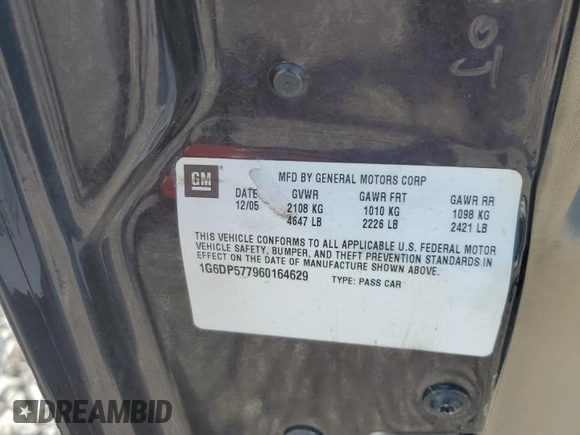 GM
MFD BY GENERAL MOTORS CORP
DATE GVWR GAWR FRT GAWR RR
12/05 2108 KG 1010 KG 1098 KG
4647 LB 2226 LB 2421 LB
THIS VEHICLE CONFORMS TO ALL APPLICABLE U.S. FEDERAL MOTOR
VEHICLE SAFETY, BUMPER, AND THEFT PREVENTION STANDARDS IN
EFFECT ON THE DATE OF MANUFACTURE SHOWN ABOVE.
1G6DP577960164629 TYPE: PASS CAR
DREAMBID